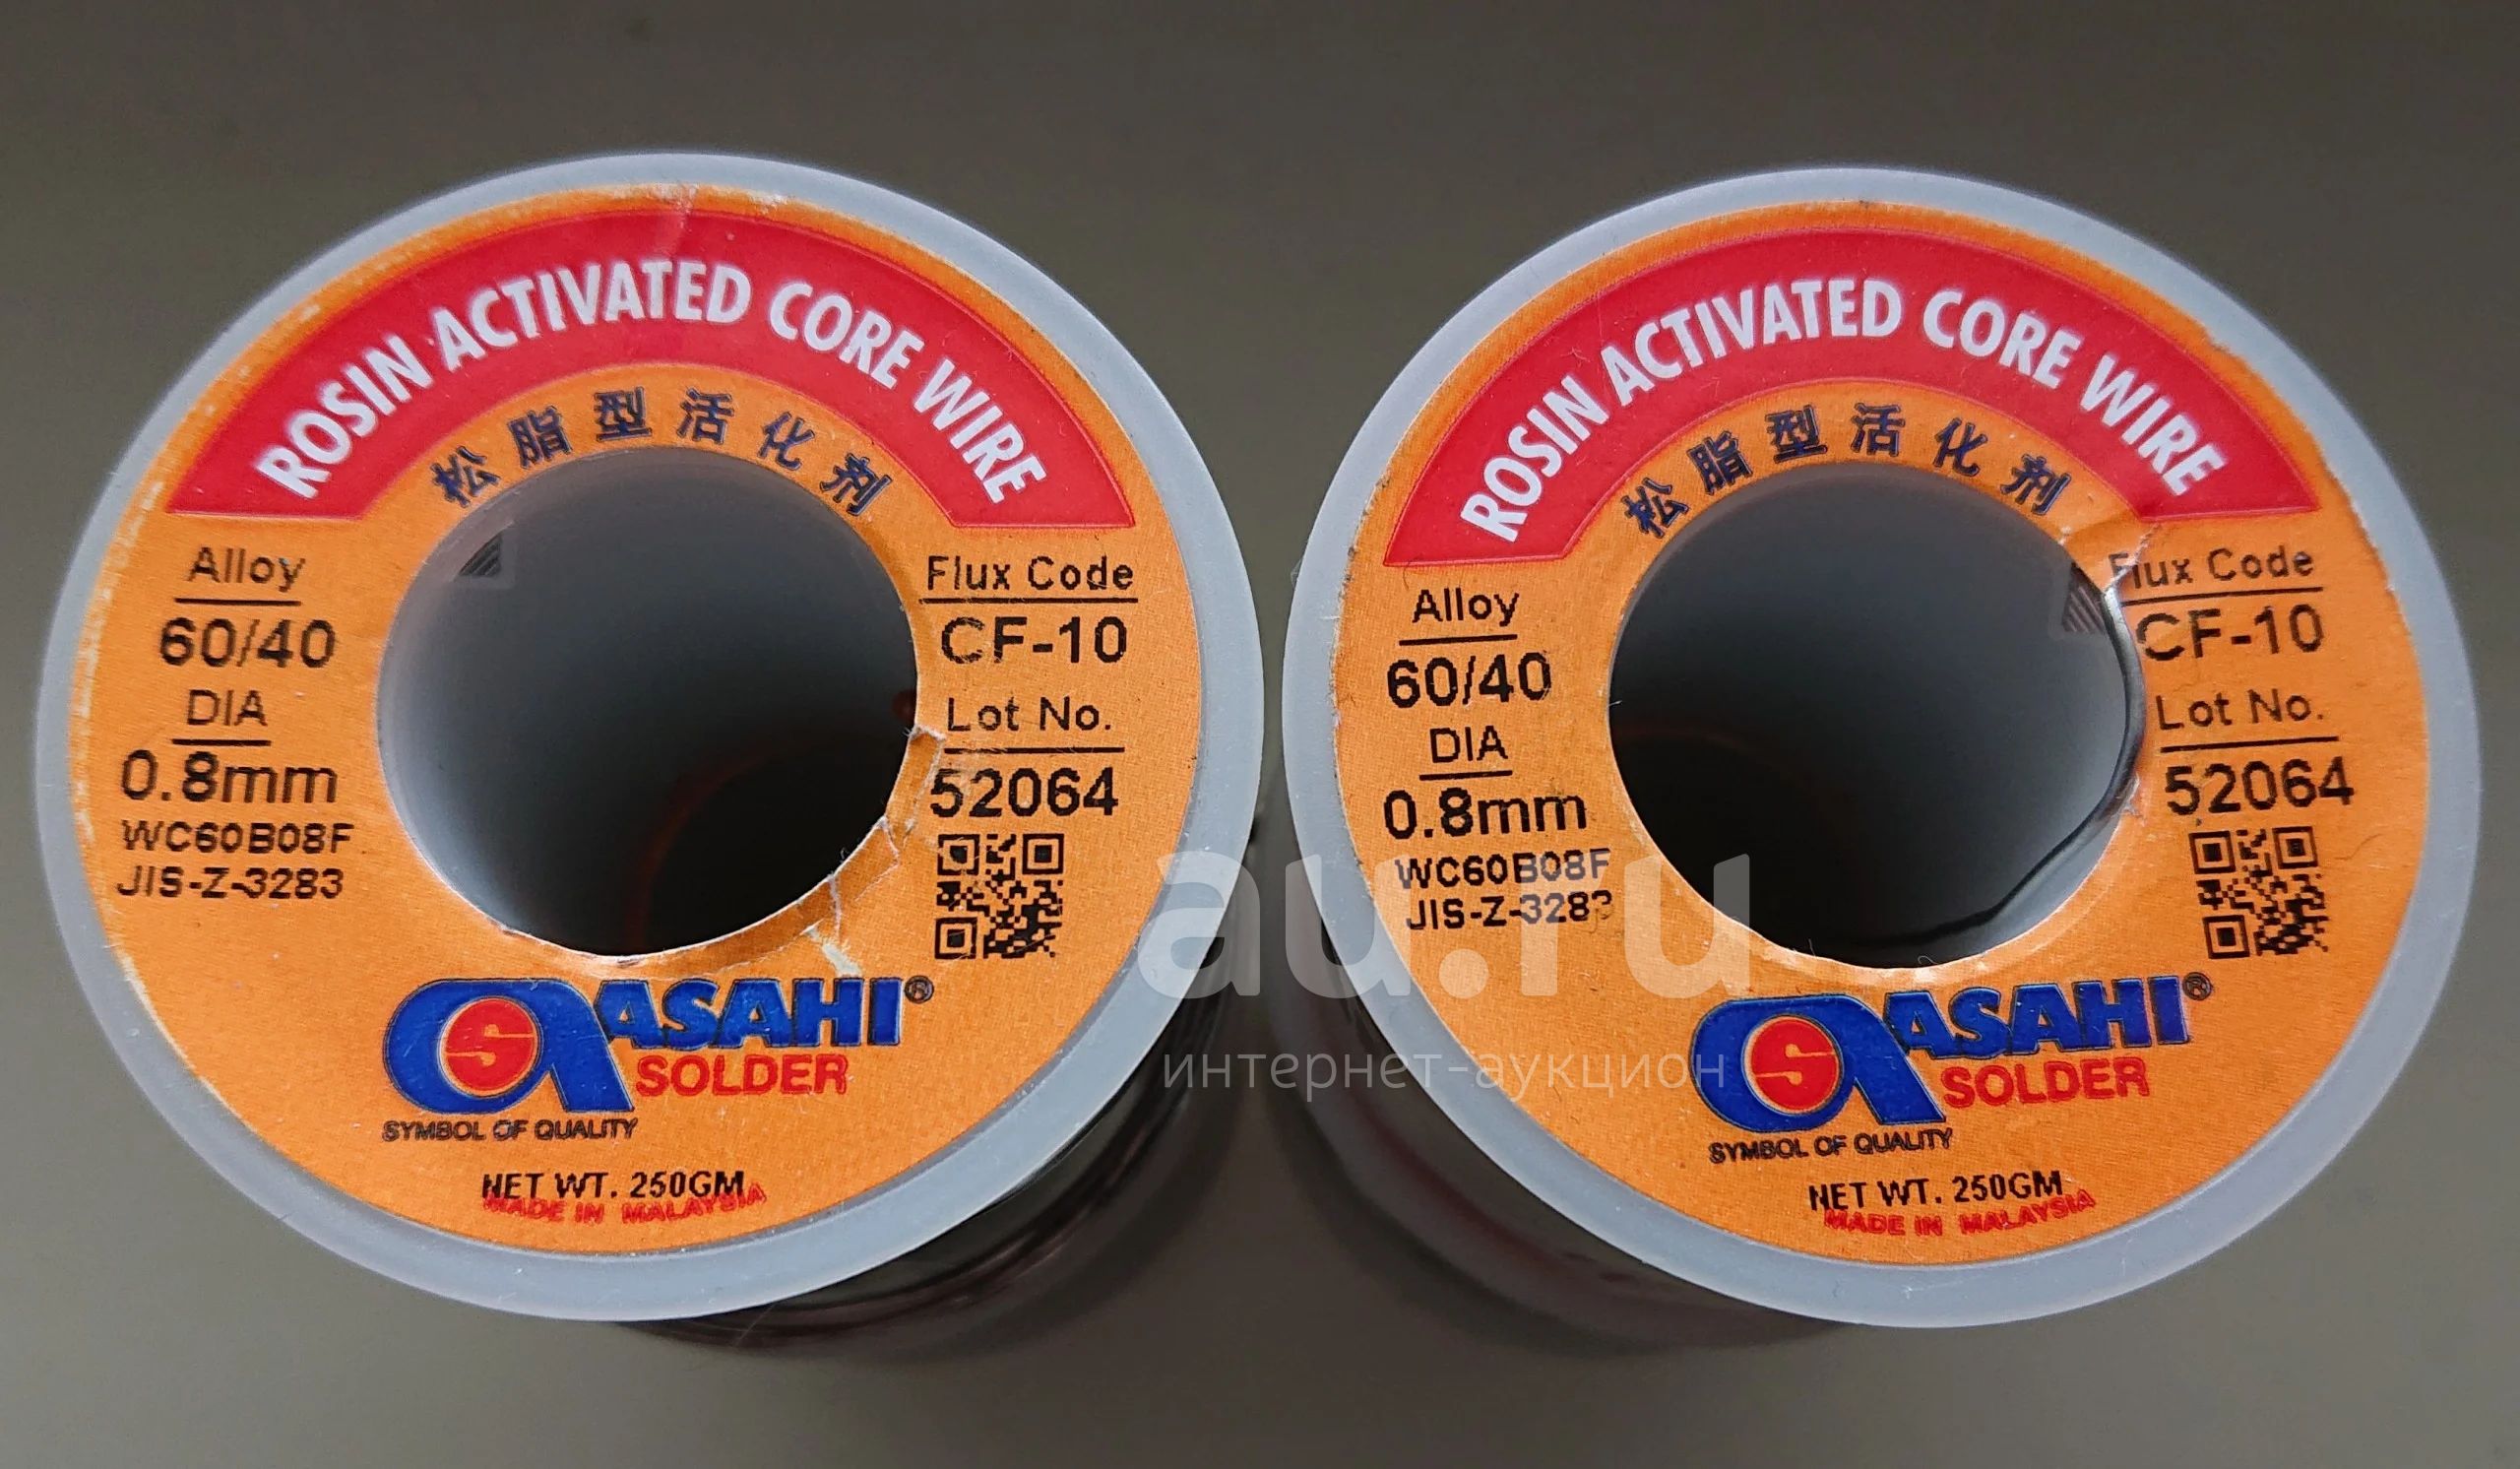 ROSIN ACTIVATED CORE WIRE
松脂型活化剂
Alloy
60/40
DIA
0.8mm
WC60B08F
JIS-Z-3283
Flux Code
CF-10
Lot No.
52064
ASAHI®
SOLDER
SYMBOL OF QUALITY
NET WT. 250GM
MADE IN MALAYSIA
ROSIN ACTIVATED CORE WIRE
松脂型活化剂
Alloy
60/40
DIA
0.8mm
WC60B08F
JIS-Z-3283
Flux Code
CF-10
Lot No.
52064
ASAHI®
SOLDER
SYMBOL OF QUALITY
NET WT. 250GM
MADE IN MALAYSIA
au.ru
интернет-аукцион